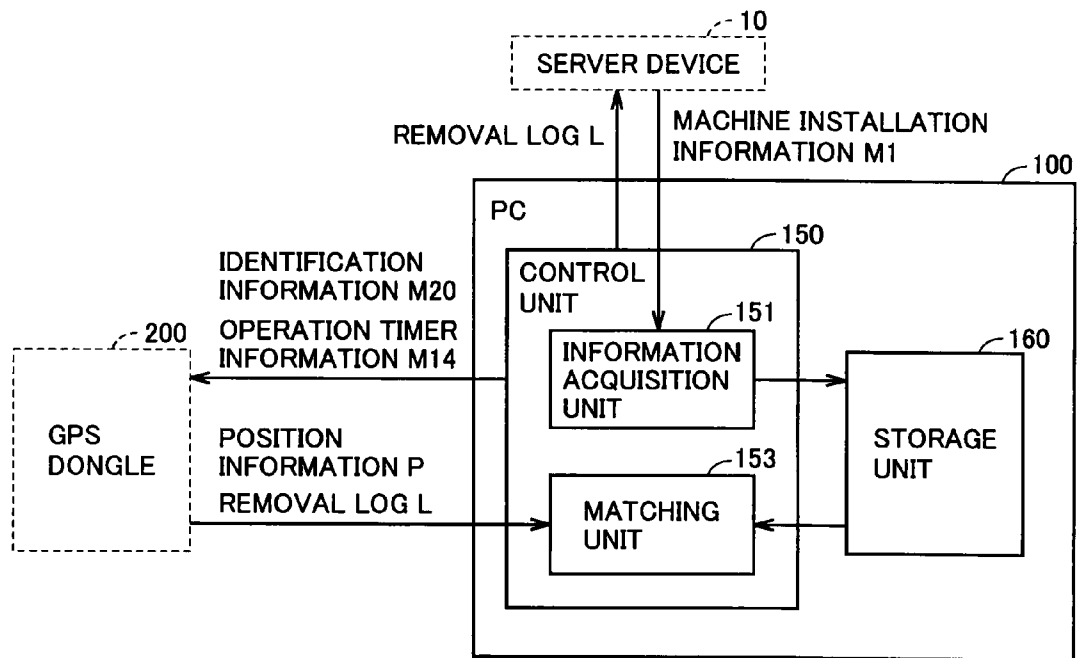 10
SERVER DEVICE
REMOVAL LOG L
MACHINE INSTALLATION
INFORMATION M1
100
PC
150
CONTROL
UNIT
IDENTIFICATION
INFORMATION M20
OPERATION TIMER
INFORMATION M14
200
151
INFORMATION
ACQUISITION
UNIT
160
STORAGE
UNIT
GPS
DONGLE
POSITION
INFORMATION P
REMOVAL LOG L
153
MATCHING
UNIT